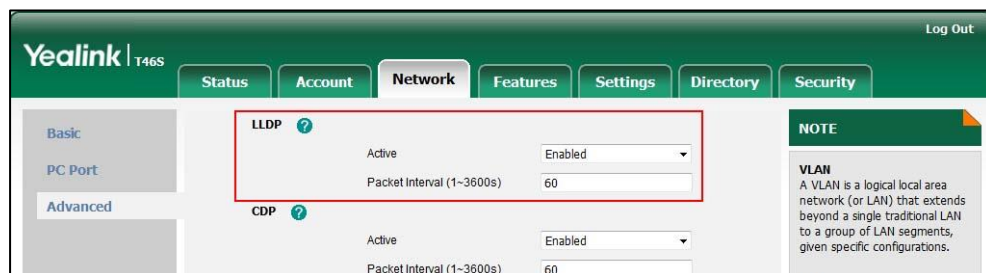 Log Out
Yealink | T46S
Status Account Network Features Settings Directory Security
Basic
PC Port
Advanced
LLDP ?
Active Enabled
Packet Interval (1~3600s) 60
CDP ?
Active Enabled
Packet Interval (1~3600s) 60
NOTE
VLAN
A VLAN is a logical local area
network (or LAN) that extends
beyond a single traditional LAN
to a group of LAN segments,
given specific configurations.